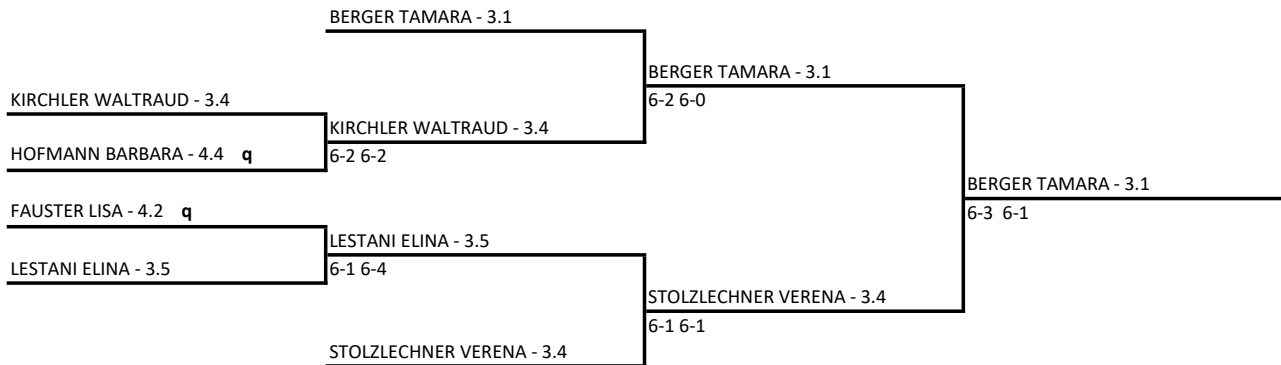 BERGER TAMARA - 3.1
BERGER TAMARA - 3.1
KIRCHLER WALTRAUD - 3.4
6-2 6-0
KIRCHLER WALTRAUD - 3.4
HOFMANN BARBARA - 4.4 q
6-2 6-2
BERGER TAMARA - 3.1
FAUSTER LISA - 4.2 q
6-3 6-1
LESTANI ELINA - 3.5
LESTANI ELINA - 3.5
6-1 6-4
STOLZLECHNER VERENA - 3.4
6-1 6-1
STOLZLECHNER VERENA - 3.4